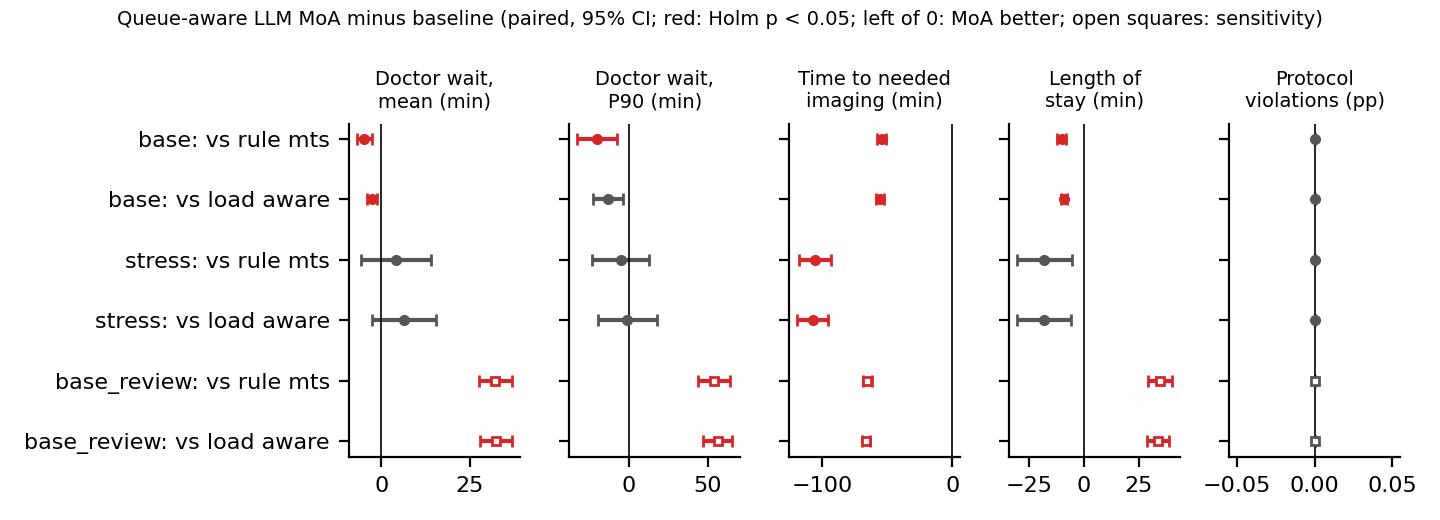 Queue-aware LLM MoA minus baseline (paired, 95% CI; red: Holm p < 0.05; left of 0: MoA better; open squares: sensitivity)
Doctor wait,
mean (min)
Doctor wait,
P90 (min)
Time to needed
imaging (min)
Length of
stay (min)
Protocol
violations (pp)
base: vs rule mts
base: vs load aware
stress: vs rule mts
stress: vs load aware
base_review: vs rule mts
base_review: vs load aware
0 25
0 50
−100 0
−25 0 25
−0.05 0.00 0.05